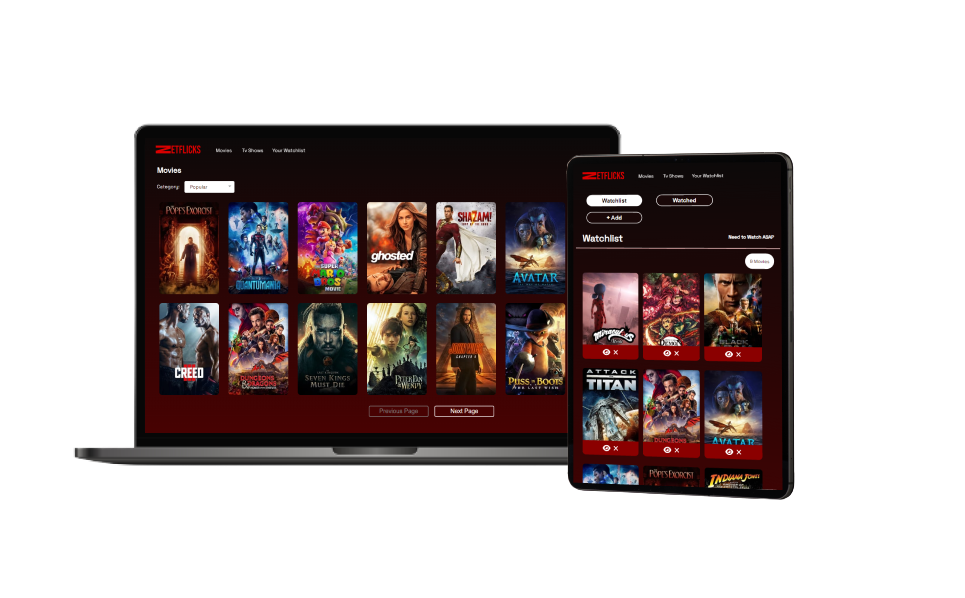 ZETFLICKS Movies Tv Shows Your Watchlist
Movies
Category: Popular
THE POPE'S EXORCIST
QUANTUMANIA
SUPER MARIO BROS. MOVIE
ghosted
SHAZAM!
AVATAR
CREED
DUNGEONS & DRAGONS
SEVEN KINGS MUST DIE
PETER PAN & WENDY
JOHN WICK
CHAPTER 4
PUSS IN BOOTS
THE LAST WISH
Previous Page Next Page
ZETFLICKS Movies Tv Shows Your Watchlist
Watchlist Watched
+ Add
Watchlist Need to Watch ASAP
Movies
Miraculous
BLACK
ATTACK
TITAN
DUNGEONS
AVATAR
POPE'S EXORCIST
INDIANA JONES